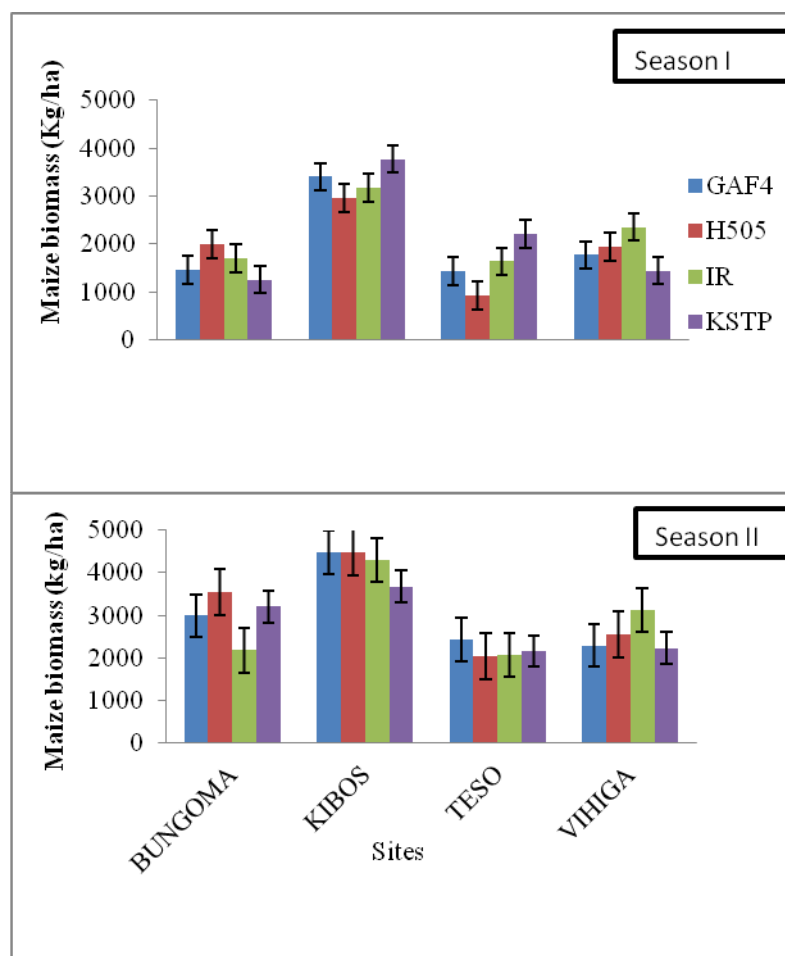 Season I
Maize biomass (Kg/ha)
5000
4000
3000
2000
1000
0
GAF4
H505
IR
KSTP
Season II
Maize biomass (kg/ha)
5000
4000
3000
2000
1000
0
BUNGOMA
KIBOS
TESO
VIHIGA
Sites